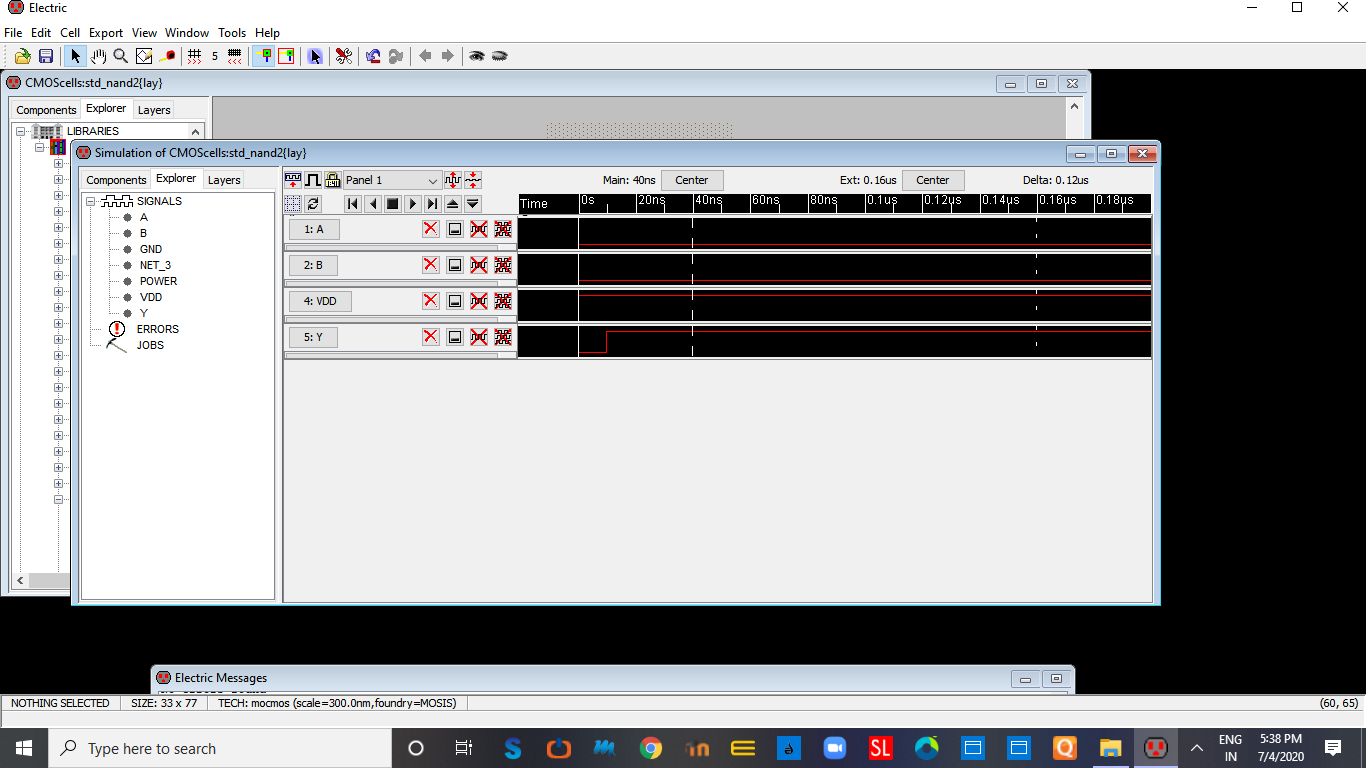 Electric
File Edit Cell Export View Window Tools Help
5
CMOScells:std_nand2{lay}
Components Explorer Layers
LIBRARIES
Simulation of CMOScells:std_nand2{lay}
Components Explorer Layers
Panel 1 Main: 40ns Center Ext: 0.16us Center Delta: 0.12us
SIGNALS
Time 0s 20ns 40ns 60ns 80ns 0.1us 0.12us 0.14us 0.16us 0.18us
A
B
GND
NET_3
POWER
VDD
Y
ERRORS
JOBS
1: A
2: B
4: VDD
5: Y
Electric Messages
NOTHING SELECTED SIZE: 33 x 77 TECH: mocmos (scale=300.0nm,foundry=MOSIS) (60, 65)
Type here to search
S
m
in
SL
Q
ENG
IN
5:38 PM
7/4/2020